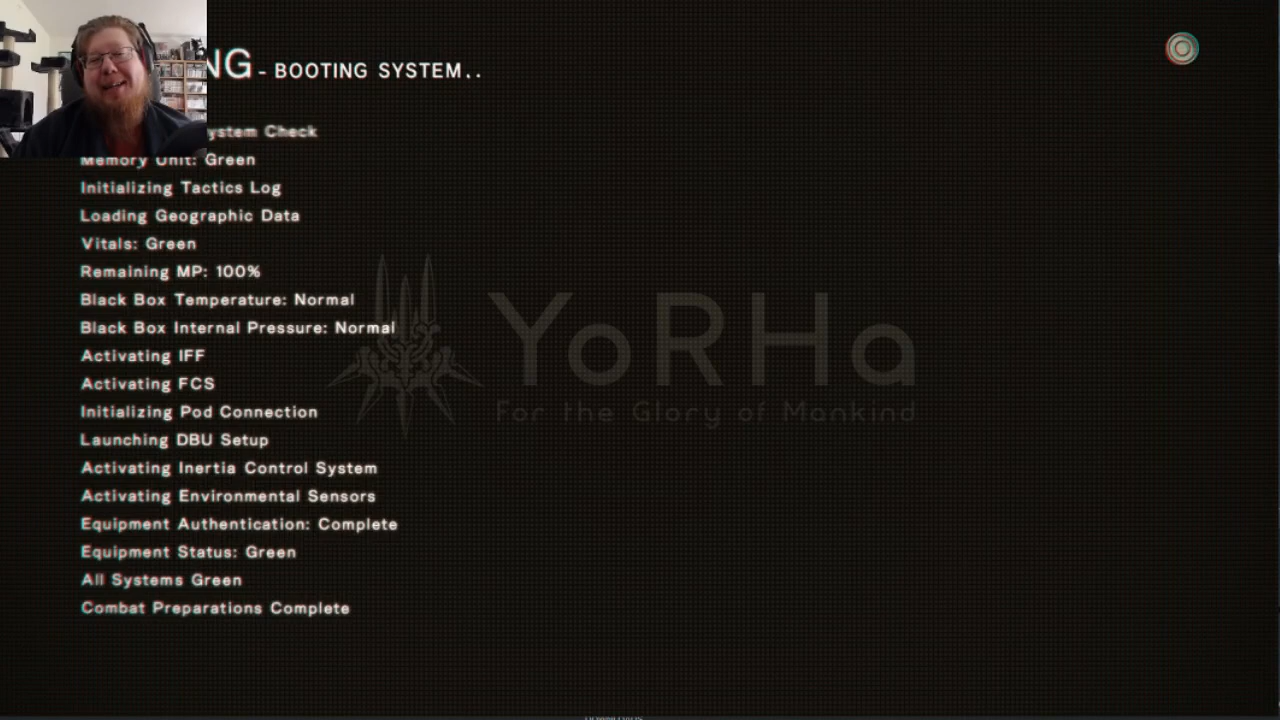 NG - BOOTING SYSTEM..
ystem Check
Memory Unit: Green
Initializing Tactics Log
Loading Geographic Data
Vitals: Green
Remaining MP: 100%
Black Box Temperature: Normal
Black Box Internal Pressure: Normal
Activating IFF
Activating FCS
Initializing Pod Connection
Launching DBU Setup
Activating Inertia Control System
Activating Environmental Sensors
Equipment Authentication: Complete
Equipment Status: Green
All Systems Green
Combat Preparations Complete
YoRHa
For the Glory of Mankind